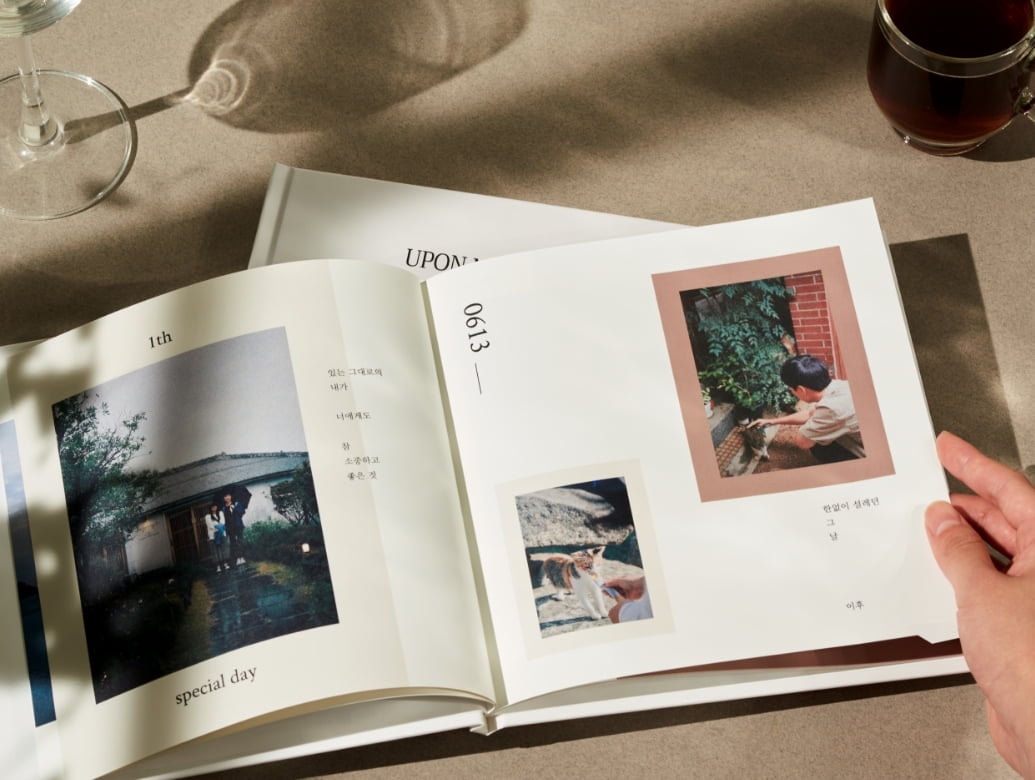 UPON
1th
있는 그대로의
내가
너에게도
참
소중하고
좋은 것
special day
0613 —
한없이 설레던
그
날
이후